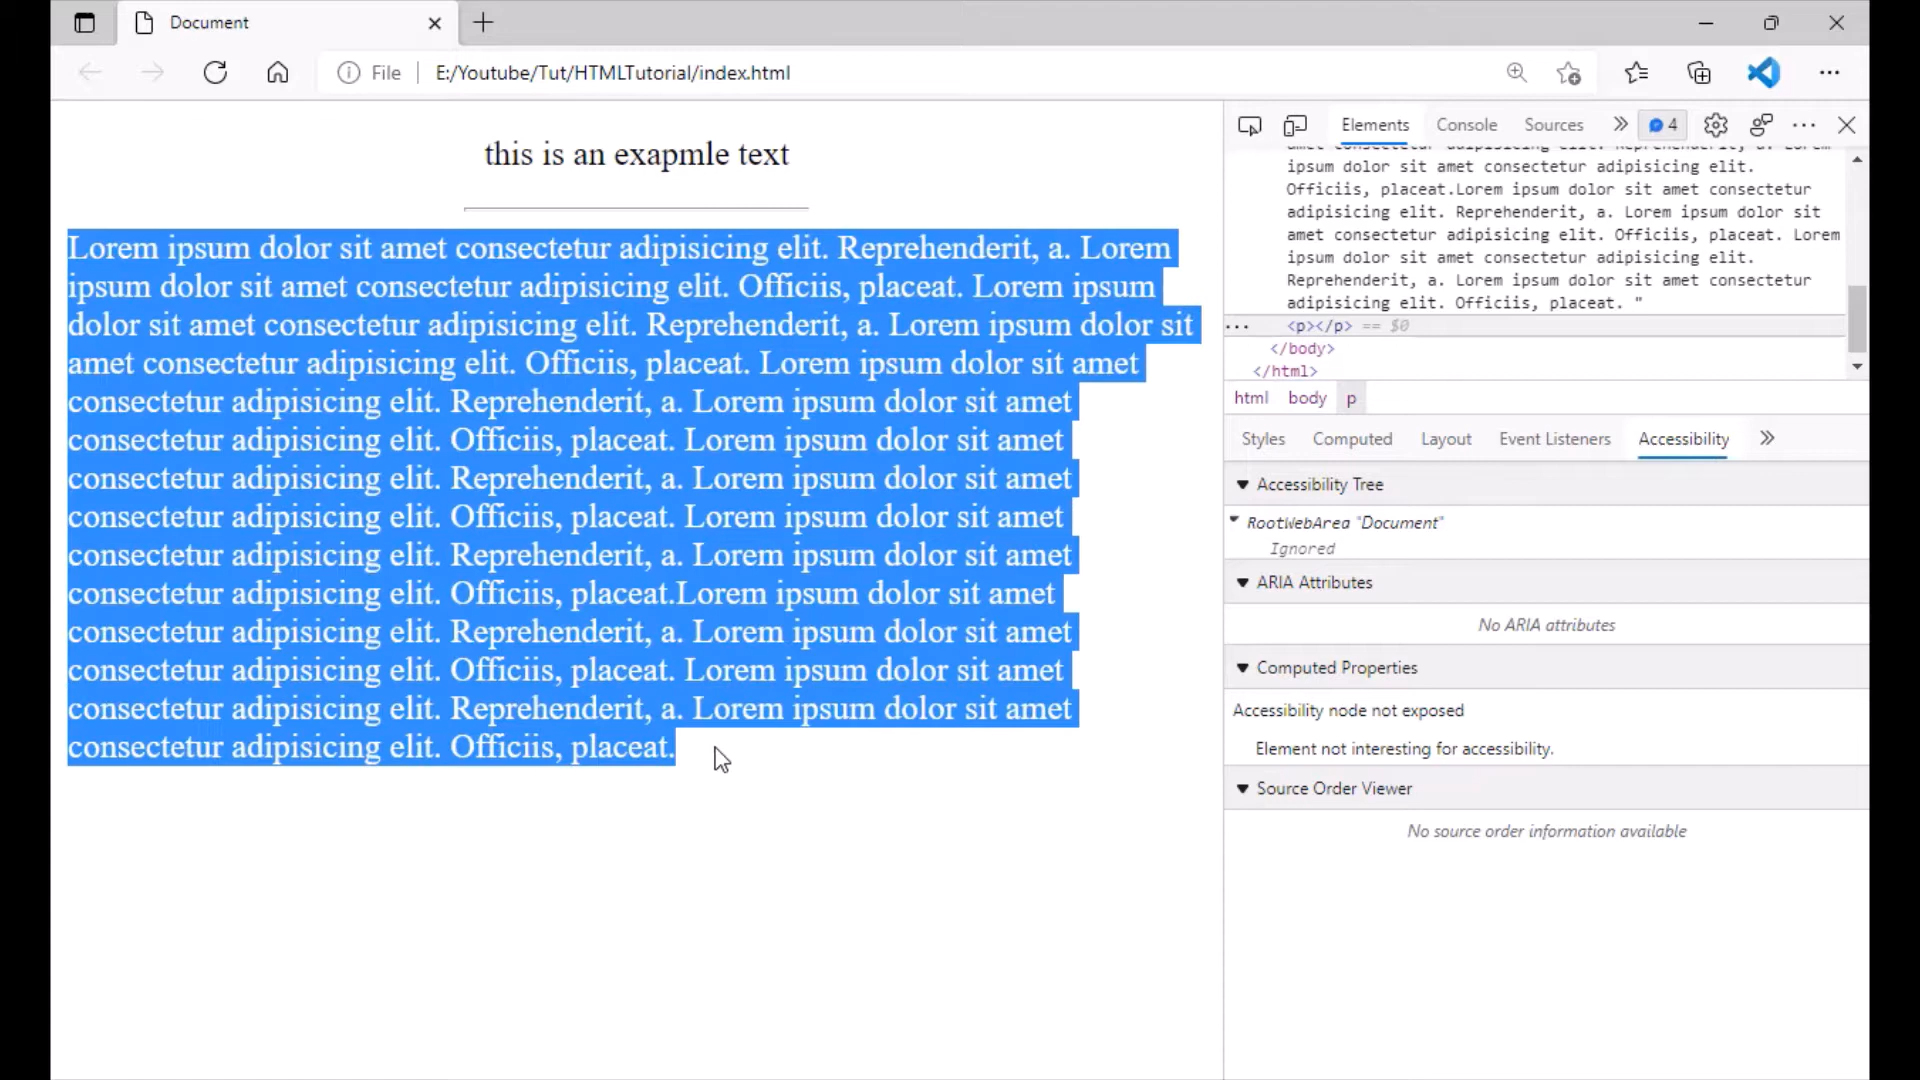 Document
File
E:/Youtube/Tut/HTMLTutorial/index.html
this is an exapmle text
Lorem ipsum dolor sit amet consectetur adipisicing elit. Reprehenderit, a. Lorem
ipsum dolor sit amet consectetur adipisicing elit. Officiis, placeat. Lorem ipsum
dolor sit amet consectetur adipisicing elit. Reprehenderit, a. Lorem ipsum dolor sit
amet consectetur adipisicing elit. Officiis, placeat. Lorem ipsum dolor sit amet
consectetur adipisicing elit. Reprehenderit, a. Lorem ipsum dolor sit amet
consectetur adipisicing elit. Officiis, placeat. Lorem ipsum dolor sit amet
consectetur adipisicing elit. Reprehenderit, a. Lorem ipsum dolor sit amet
consectetur adipisicing elit. Officiis, placeat. Lorem ipsum dolor sit amet
consectetur adipisicing elit. Reprehenderit, a. Lorem ipsum dolor sit amet
consectetur adipisicing elit. Officiis, placeat.Lorem ipsum dolor sit amet
consectetur adipisicing elit. Reprehenderit, a. Lorem ipsum dolor sit amet
consectetur adipisicing elit. Officiis, placeat. Lorem ipsum dolor sit amet
consectetur adipisicing elit. Reprehenderit, a. Lorem ipsum dolor sit amet
consectetur adipisicing elit. Officiis, placeat.
Elements Console Sources 4
amet consectetur adipisicing elit. Reprehenderit, a. Lorem
ipsum dolor sit amet consectetur adipisicing elit.
Officiis, placeat.Lorem ipsum dolor sit amet consectetur
adipisicing elit. Reprehenderit, a. Lorem ipsum dolor sit
amet consectetur adipisicing elit. Officiis, placeat. Lorem
ipsum dolor sit amet consectetur adipisicing elit.
Reprehenderit, a. Lorem ipsum dolor sit amet consectetur
adipisicing elit. Officiis, placeat. "
<p></p> == $0
</body>
</html>
html body p
Styles Computed Layout Event Listeners Accessibility
Accessibility Tree
RootWebArea "Document"
Ignored
ARIA Attributes
No ARIA attributes
Computed Properties
Accessibility node not exposed
Element not interesting for accessibility.
Source Order Viewer
No source order information available